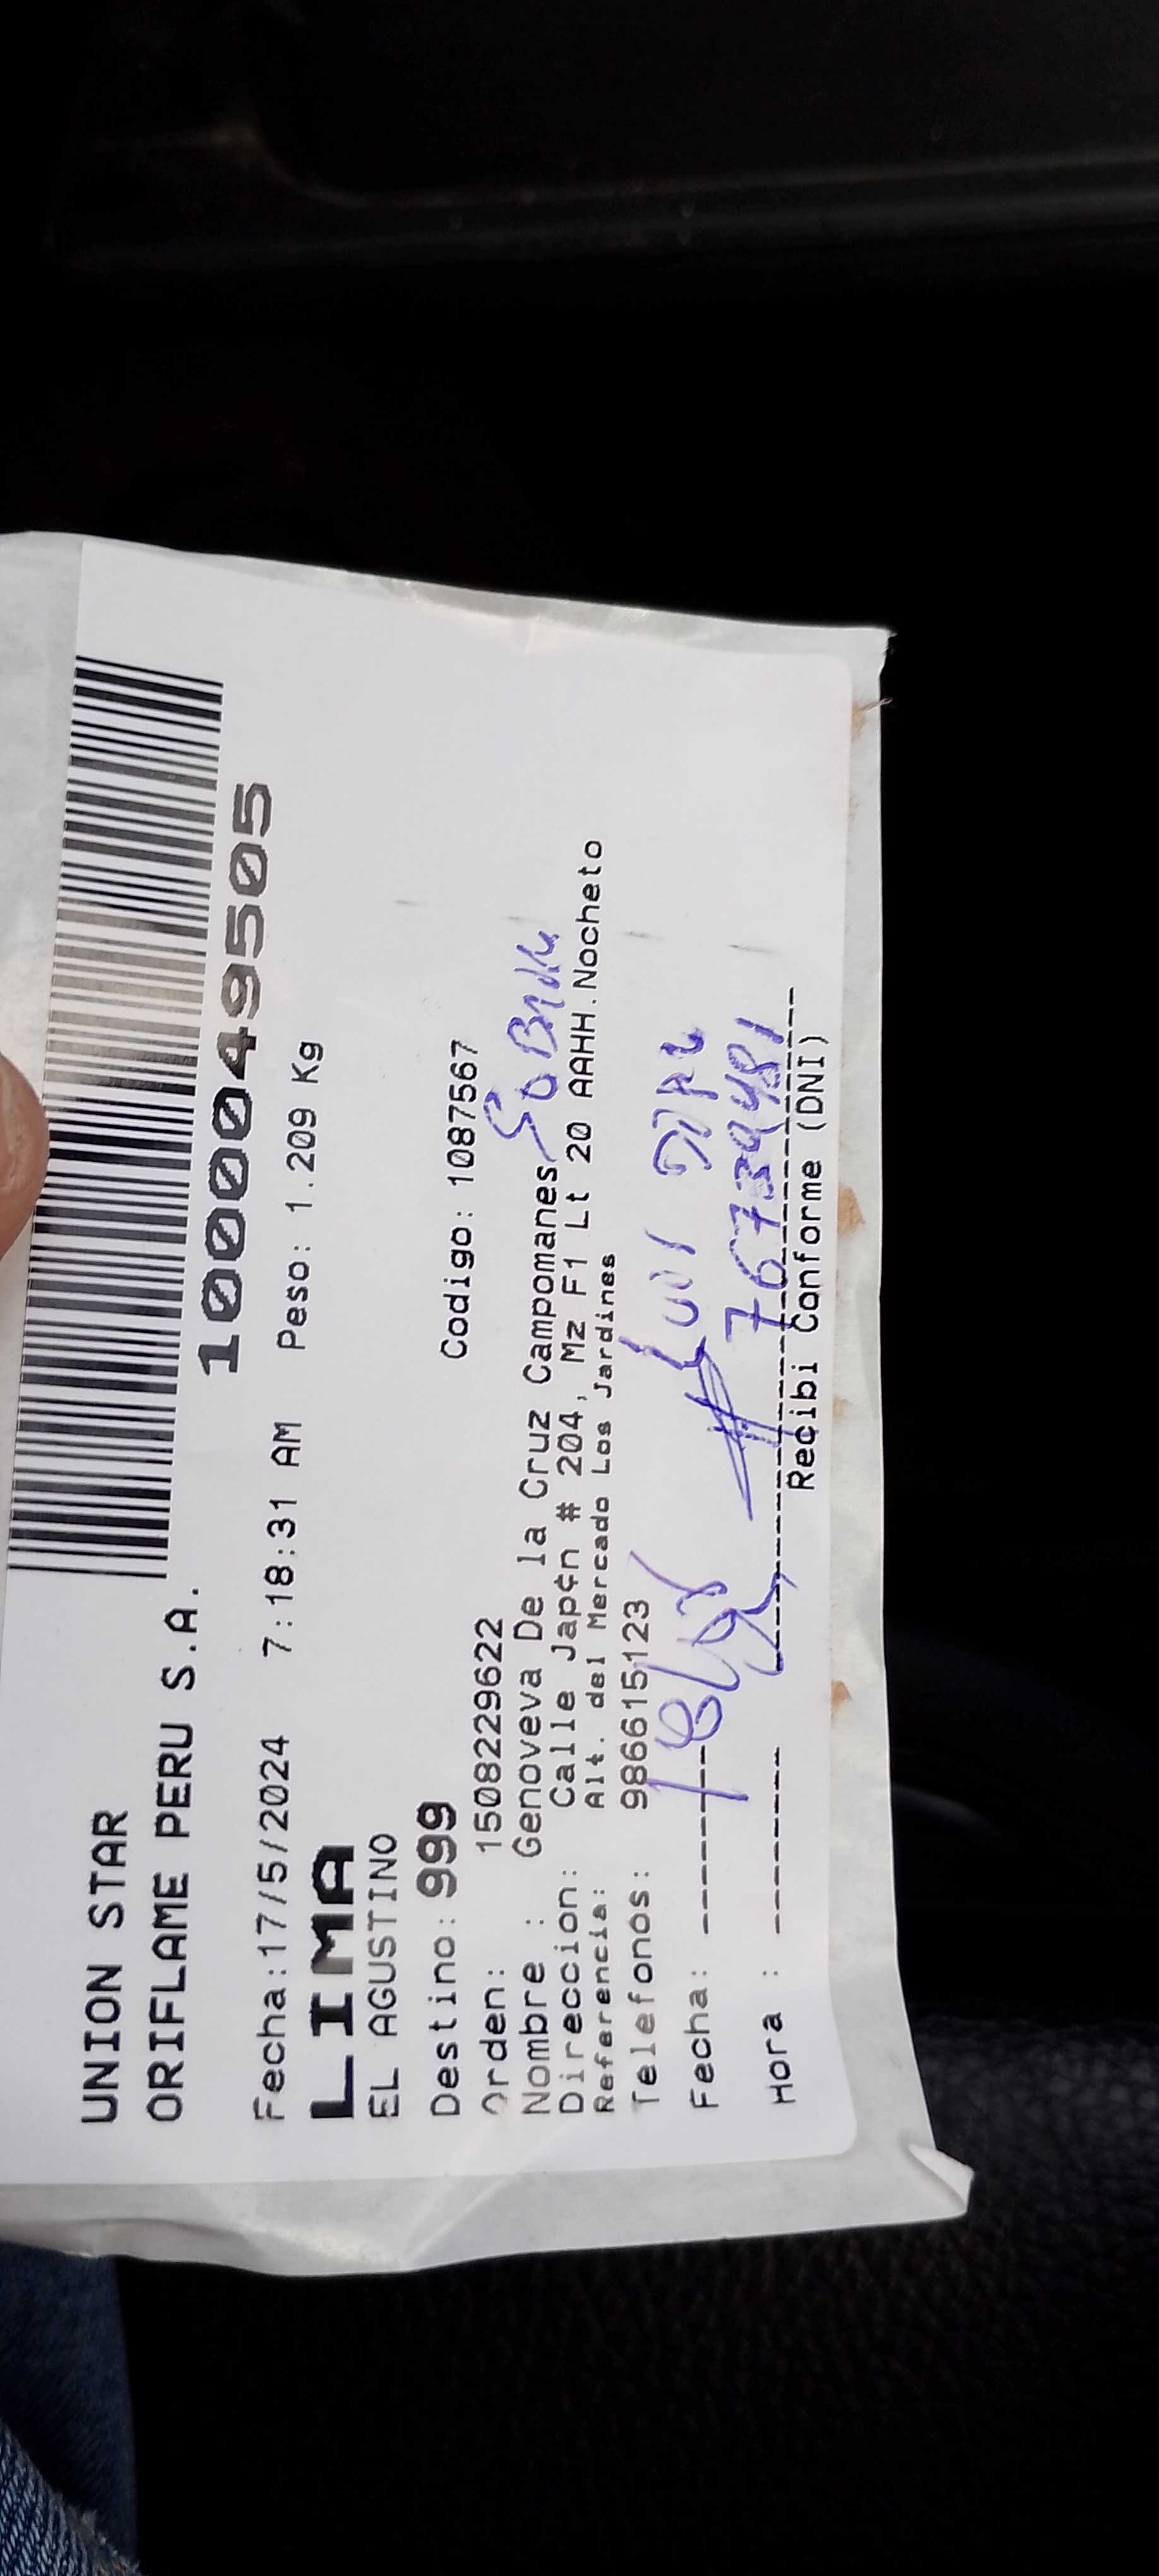 UNION STAR
ORIFLAME PERU S.A.
1000049505
Fecha:17/5/2024 7:18:31 AM Peso: 1.209 Kg
LIMA
EL AGUSTINO
Destino: 999 Codigo: 1087567
Orden: 1508229622
Nombre : Genoveva De la Cruz Campomanes
Direccion: Calle Jap¢n # 204, Mz F1 Lt 20 AAHH.Nocheto
Referencia: Alt. del Mercado Los Jardines
Telefonos: 986615123
Fecha:
Hora :
Recibi Conforme (DNI)